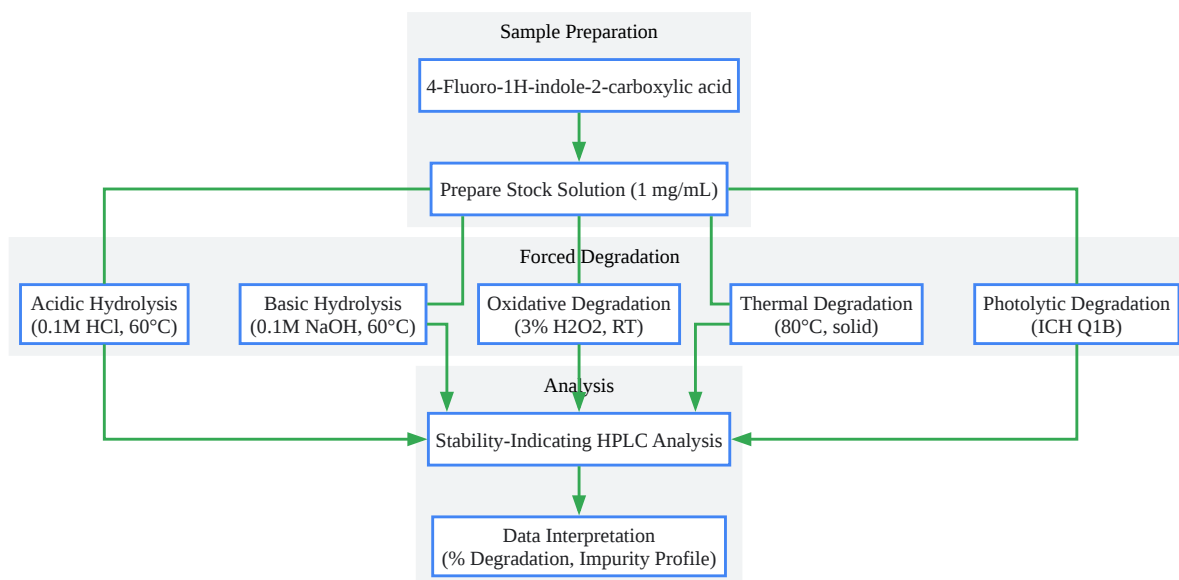 Sample Preparation
4-Fluoro-1H-indole-2-carboxylic acid
Prepare Stock Solution (1 mg/mL)
Forced Degradation
Acidic Hydrolysis
(0.1M HCl, 60°C)
Basic Hydrolysis
(0.1M NaOH, 60°C)
Oxidative Degradation
(3% H2O2, RT)
Thermal Degradation
(80°C, solid)
Photolytic Degradation
(ICH Q1B)
Analysis
Stability-Indicating HPLC Analysis
Data Interpretation
(% Degradation, Impurity Profile)